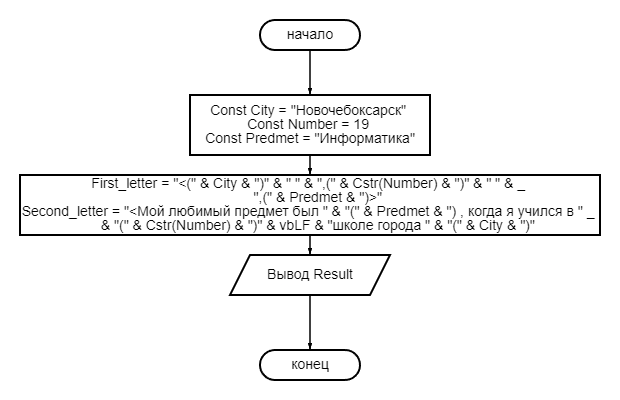 начало
Const City = "Новочебоксарск"
Const Number = 19
Const Predmet = "Информатика"
First_letter = "<(" & City & ")" & " " & ",(" & Cstr(Number) & ")" & " " & _
",(" & Predmet & ")>"
Second_letter = "<Мой любимый предмет был " & "(" & Predmet & ") , когда я учился в " _
& "(" & Cstr(Number) & ")" & vbLF & "школе города " & "(" & City & ")"
Вывод Result
конец